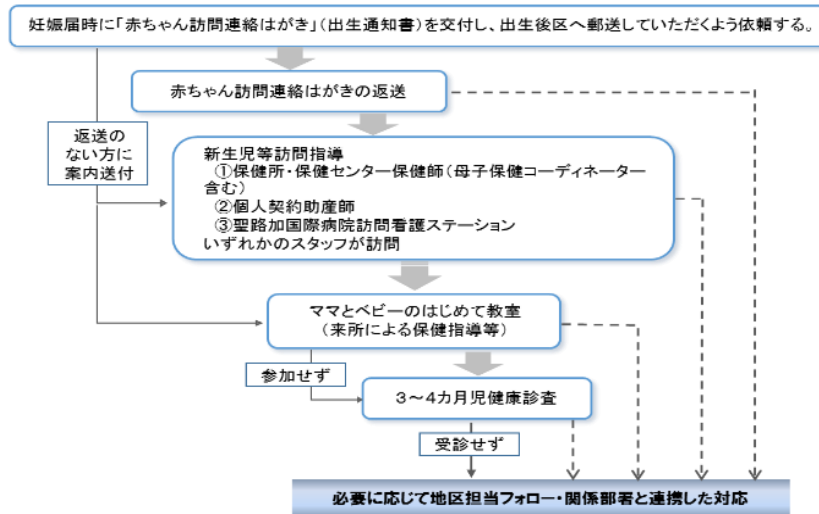 妊娠届時に「赤ちゃん訪問連絡はがき」(出生通知書)を交付し、出生後区へ郵送していただくよう依頼する。
赤ちゃん訪問連絡はがきの返送
返送の
ない方に
案内送付
新生児等訪問指導
①保健所・保健センター保健師(母子保健コーディネーター
含む)
②個人契約助産師
③聖路加国際病院訪問看護ステーション
いずれかのスタッフが訪問
ママとベビーのはじめて教室
(来所による保健指導等)
参加せず
3~4カ月児健康診査
受診せず
必要に応じて地区担当フォロー・関係部署と連携した対応